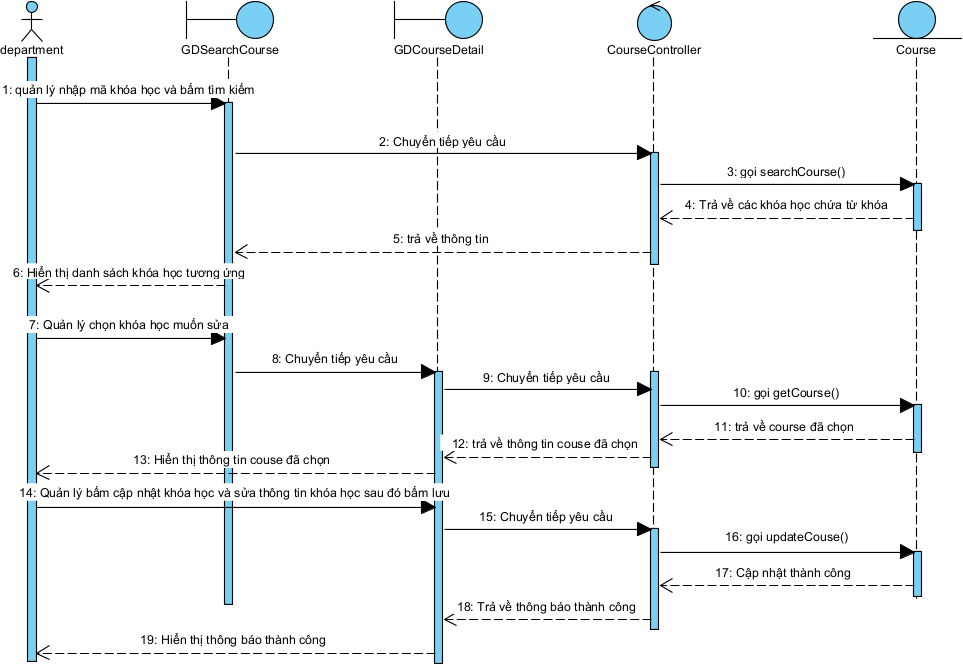 department
GDSearchCourse
GDCourseDetail
CourseController
Course
1: quản lý nhập mã khóa học và bấm tìm kiếm
2: Chuyển tiếp yêu cầu
3: gọi searchCourse()
4: Trả về các khóa học chứa từ khóa
5: trả về thông tin
6: Hiển thị danh sách khóa học tương ứng
7: Quản lý chọn khóa học muốn sửa
8: Chuyển tiếp yêu cầu
9: Chuyển tiếp yêu cầu
10: gọi getCourse()
11: trả về course đã chọn
12: trả về thông tin couse đã chọn
13: Hiển thị thông tin couse đã chọn
14: Quản lý bấm cập nhật khóa học và sửa thông tin khóa học sau đó bấm lưu
15: Chuyển tiếp yêu cầu
16: gọi updateCouse()
17: Cập nhật thành công
18: Trả về thông báo thành công
19: Hiển thị thông báo thành công